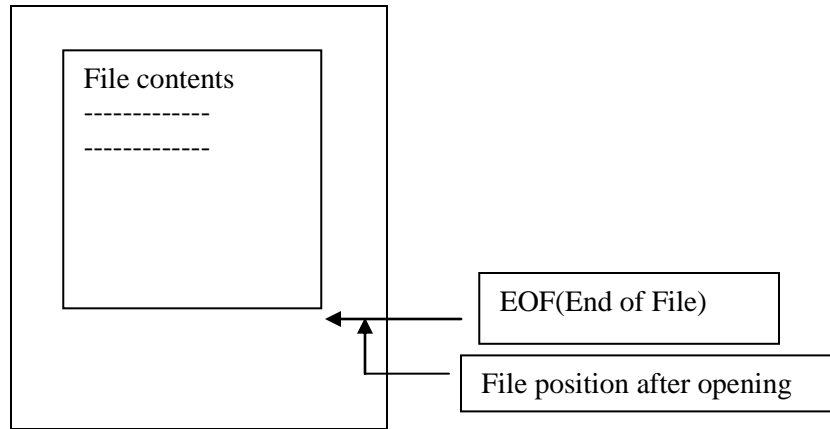 File contents
-------------
-------------
EOF(End of File)
File position after opening